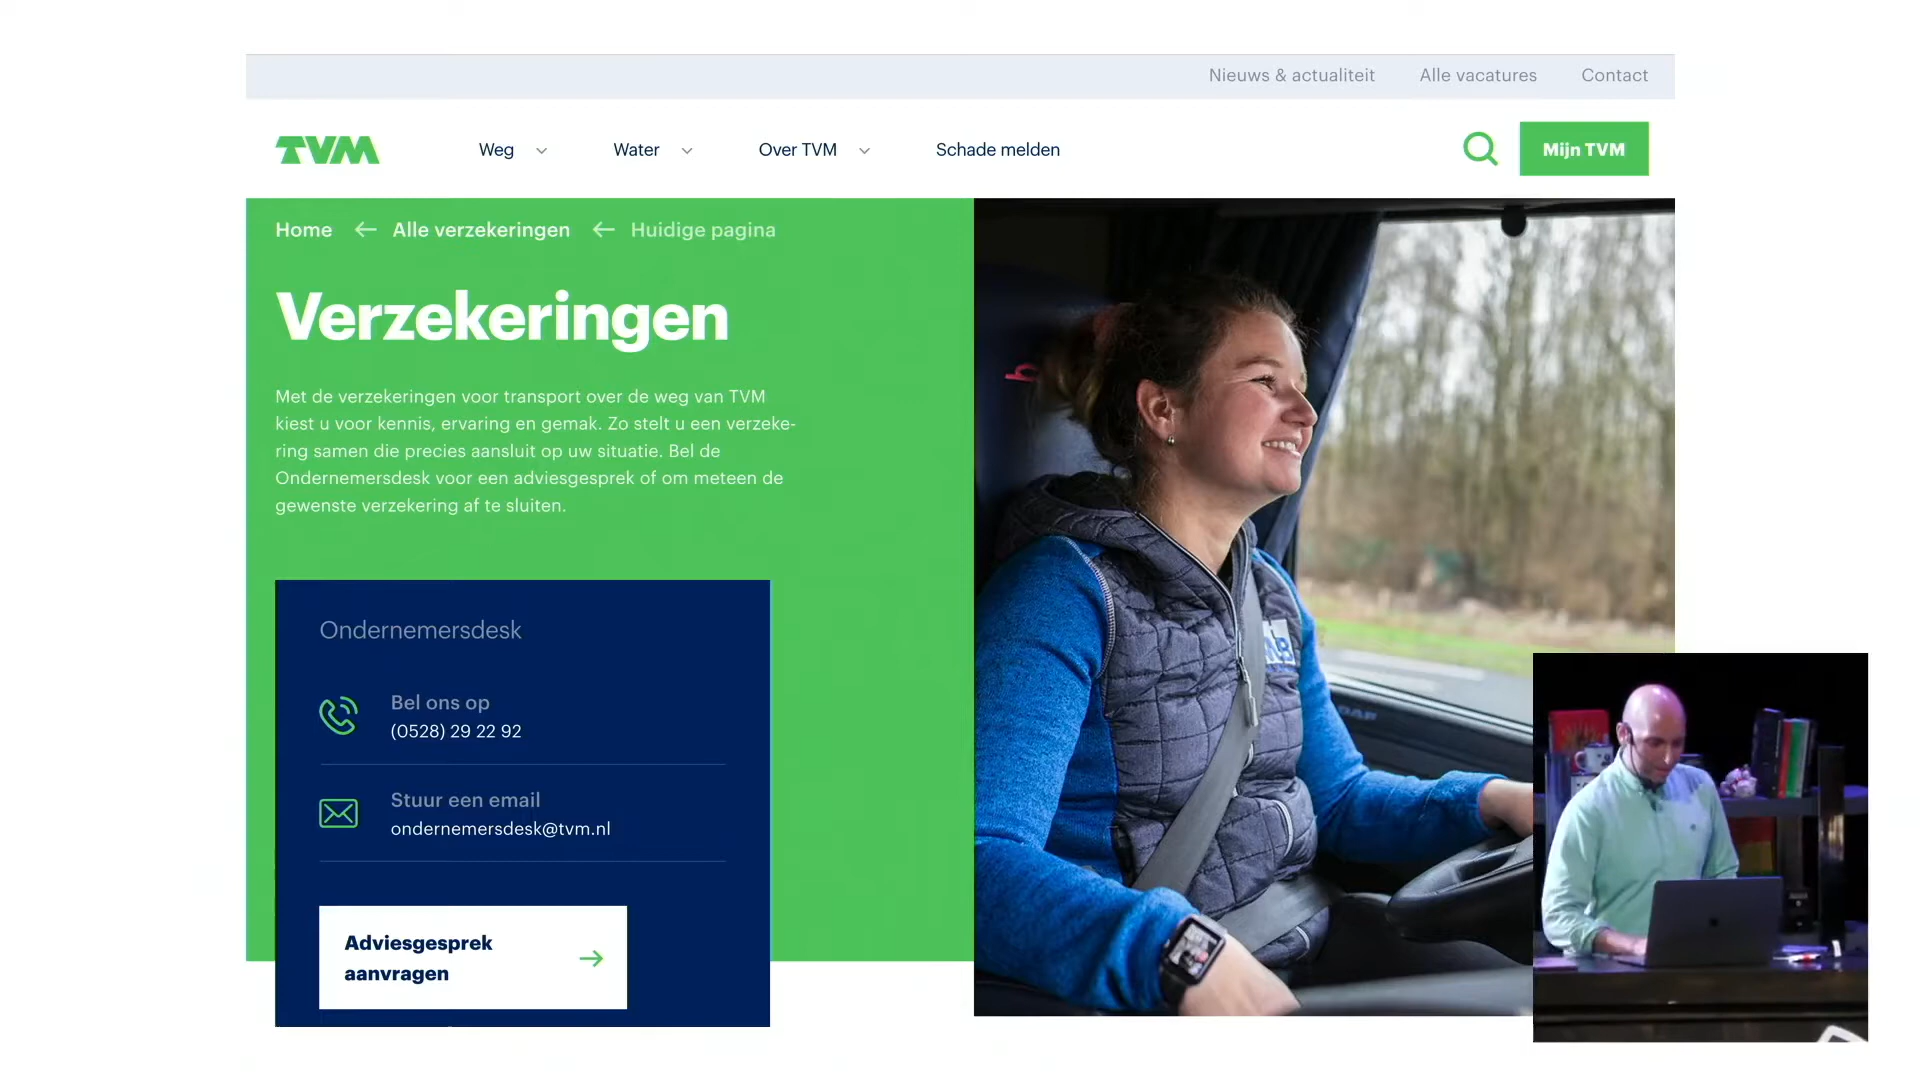 Nieuws & actualiteit Alle vacatures Contact
TVM Weg Water Over TVM Schade melden Mijn TVM
Home Alle verzekeringen Huidige pagina
Verzekeringen
Met de verzekeringen voor transport over de weg van TVM
kiest u voor kennis, ervaring en gemak. Zo stelt u een verzeke-
ring samen die precies aansluit op uw situatie. Bel de
Ondernemersdesk voor een adviesgesprek of om meteen de
gewenste verzekering af te sluiten.
Ondernemersdesk
Bel ons op
(0528) 29 22 92
Stuur een email
ondernemersdesk@tvm.nl
Adviesgesprek
aanvragen
DAF